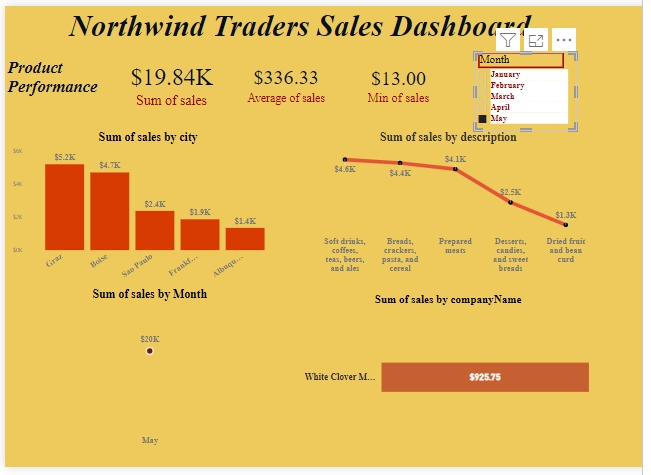 Northwind Traders Sales Dashboard
Product
Performance
$19.84K
Sum of sales
$336.33
Average of sales
$13.00
Min of sales
Month
January
February
March
April
May
Sum of sales by city
$6K
$4K
$2K
$0K
$5.2K
$4.7K
$2.4K
$1.9K
$1.4K
Graz
Boise
Sao Paulo
Frankf...
Albuqu...
Sum of sales by description
$4.6K
$4.4K
$4.1K
$2.5K
$1.3K
Soft drinks,
coffees,
teas, beers,
and ales
Breads,
crackers,
pasta, and
cereal
Prepared
meats
Desserts,
candies,
and sweet
breads
Dried fruit
and bean
curd
Sum of sales by Month
$20K
May
Sum of sales by companyName
White Clover M...
$925.75